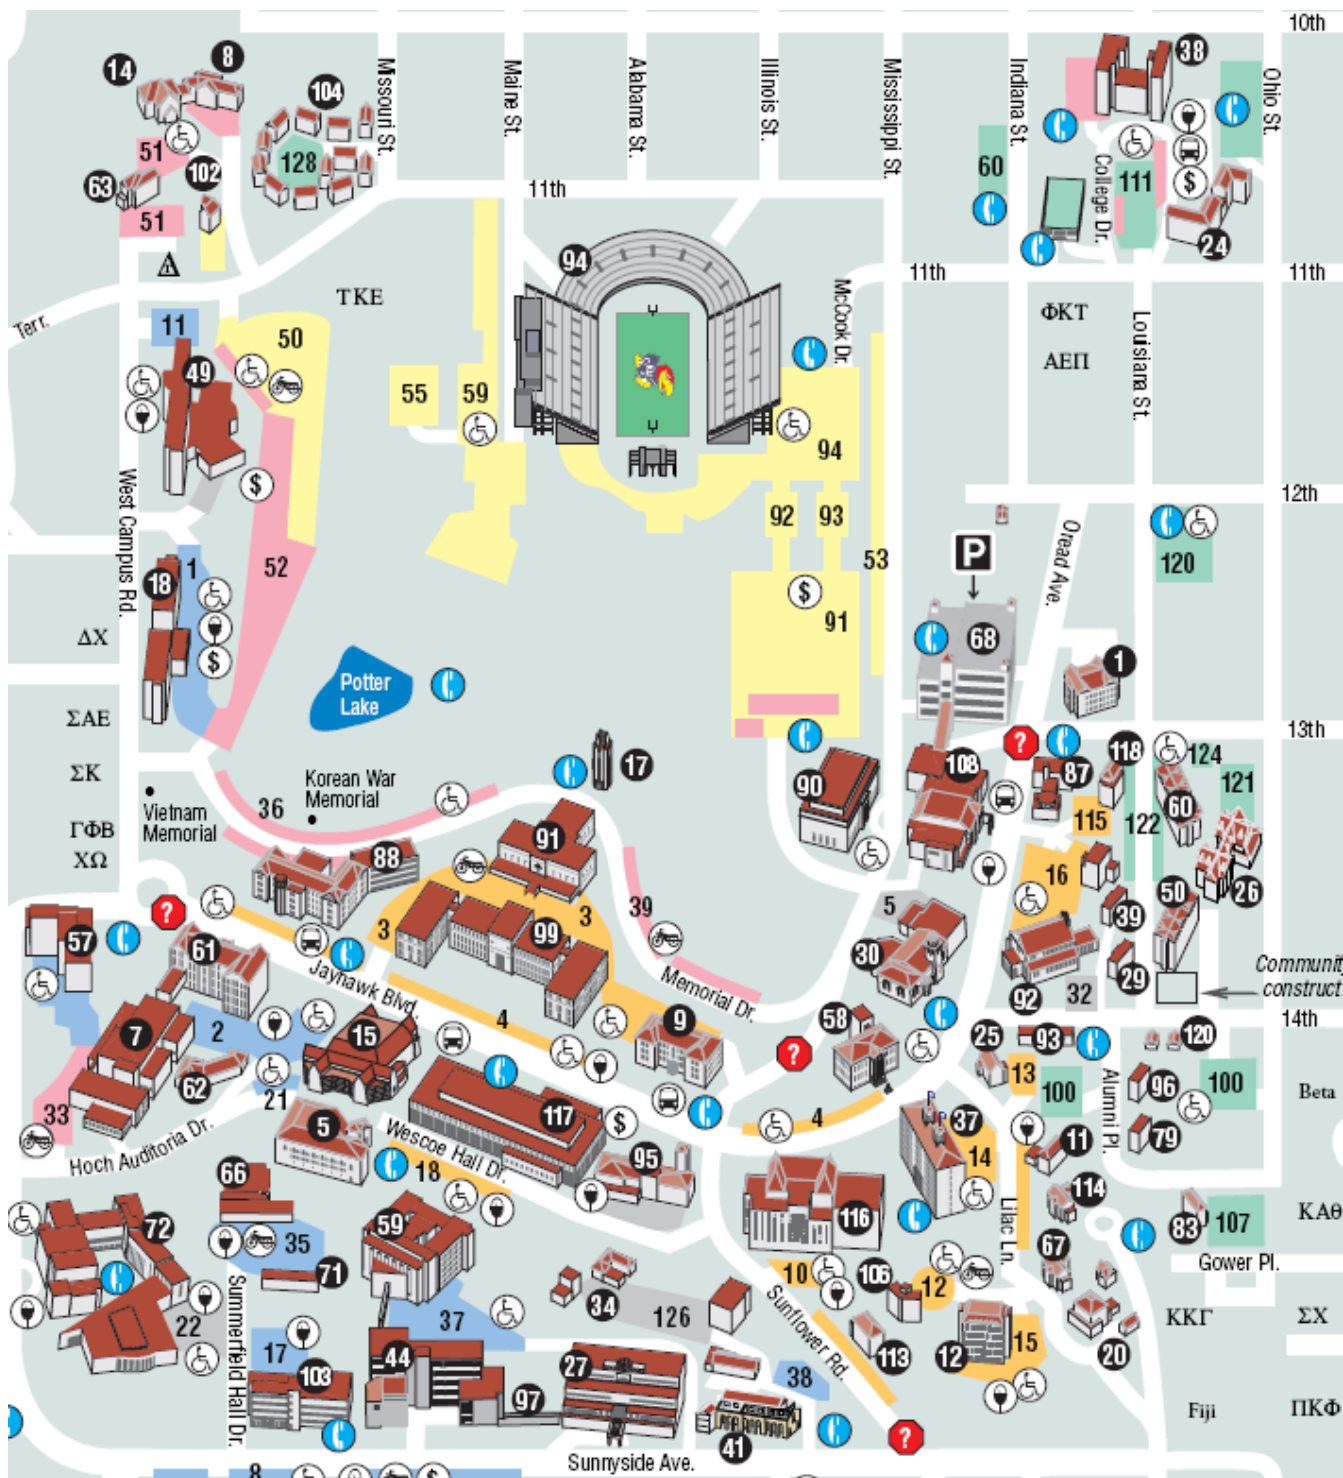 10th
38
14
8
Missouri St.
Maine St.
Alabama St.
Illinois St.
Mississippi St.
Indiana St.
Ohio St.
104
51
128
60
College Dr.
111
$
63
102
11th
51
24
94
11th
11th
McCook Dr.
TKE
Terr.
11
50
ΦΚΤ
ΑΕΠ
Louisiana St.
49
55
59
94
$
West Campus Rd.
12th
92
93
Oread Ave.
P
120
52
53
1
18
$
91
68
ΔΧ
$
1
Potter
Lake
ΣΑΕ
13th
?
118
124
17
108
87
ΣΚ
Korean War
Memorial
90
121
60
36
Vietnam
Memorial
115
122
ΓΦΒ
91
ΧΩ
88
16
50
26
?
3
3
39
5
39
57
61
99
30
Jayhawk Blvd.
Memorial Dr.
92
32
29
Community
construct
7
2
15
4
9
58
14th
?
25
93
120
62
13
100
Alumni Pl.
96
100
Beta
33
21
5
117
$
4
37
11
79
Hoch Auditoria Dr.
Wescoe Hall Dr.
18
95
14
66
114
72
59
116
Lilac Ln.
83
107
ΚΑΘ
35
67
Gower Pl.
71
10
106
12
34
126
Sunflower Rd.
ΚΚΓ
ΣΧ
22
37
Summerfield Hall Dr.
17
44
27
113
12
15
20
103
38
97
Fiji
ΠΚΦ
41
?
Sunnyside Ave.
8
$